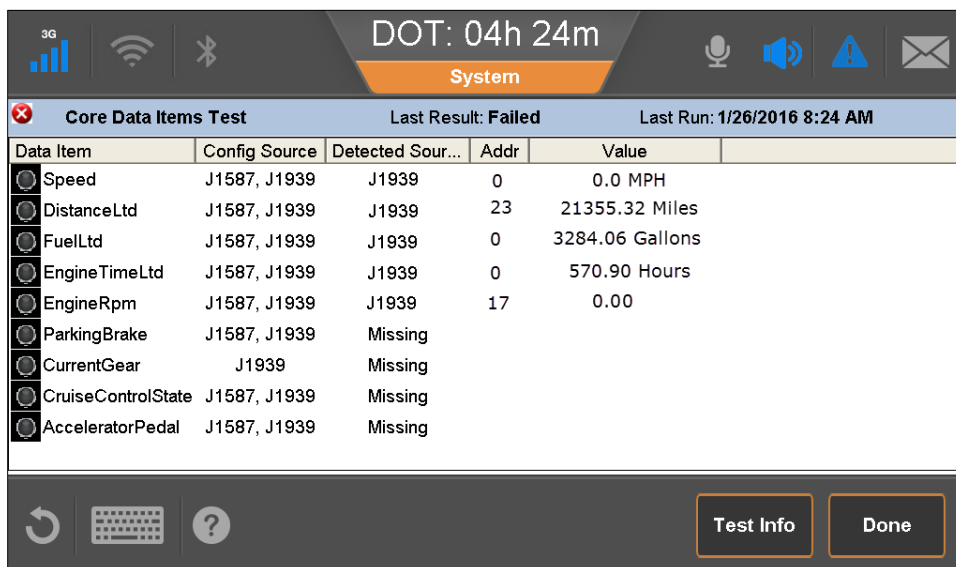 3G
DOT: 04h 24m
System
Core Data Items Test Last Result: Failed Last Run: 1/26/2016 8:24 AM
Data Item Config Source Detected Sour... Addr Value
Speed J1587, J1939 J1939 0 0.0 MPH
DistanceLtd J1587, J1939 J1939 23 21355.32 Miles
FuelLtd J1587, J1939 J1939 0 3284.06 Gallons
EngineTimeLtd J1587, J1939 J1939 0 570.90 Hours
EngineRpm J1587, J1939 J1939 17 0.00
ParkingBrake J1587, J1939 Missing
CurrentGear J1939 Missing
CruiseControlState J1587, J1939 Missing
AcceleratorPedal J1587, J1939 Missing
? Test Info Done